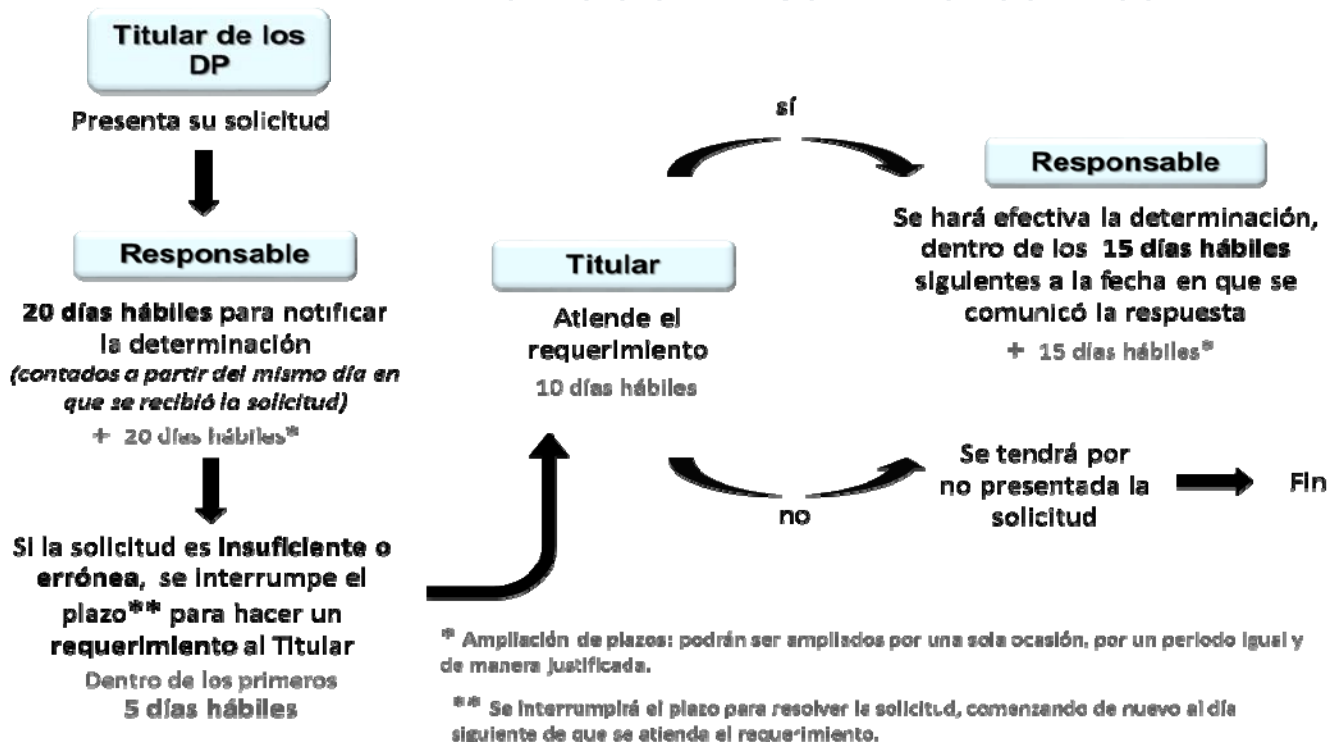 Titular de los
DP
Presenta su solicitud
Responsable
20 días hábiles para notificar
la determinación
(contados a partir del mismo día en
que se recibió la solicitud)
+ 20 días hábiles*
Si la solicitud es insuficiente o
errónea, se interrumpe el
plazo** para hacer un
requerimiento al Titular
Dentro de los primeros
5 días hábiles
Titular
Atiende el
requerimiento
10 días hábiles
sí
Responsable
Se hará efectiva la determinación,
dentro de los 15 días hábiles
siguientes a la fecha en que se
comunicó la respuesta
+ 15 días hábiles*
no
Se tendrá por
no presentada la
solicitud
Fin
* Ampliación de plazos: podrán ser ampliados por una sola ocasión, por un periodo igual y
de manera justificada.
** Se interrumpirá el plazo para resolver la solicitud, comenzando de nuevo al día
siguiente de que se atienda el requerimiento.